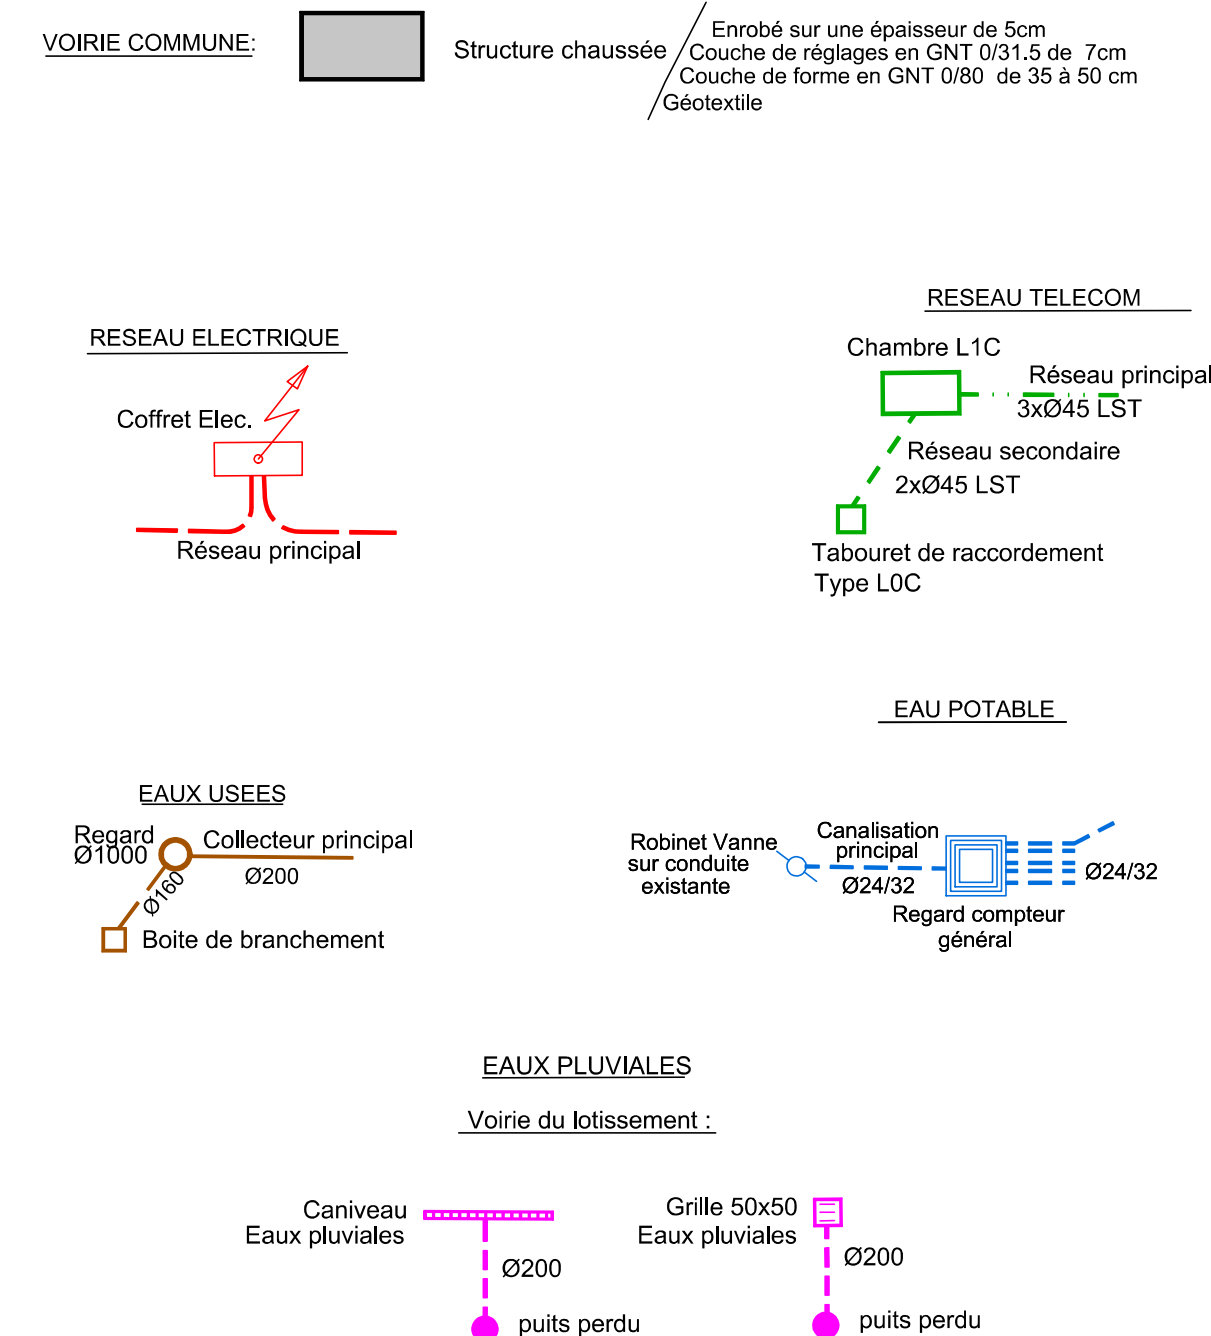 VOIRIE COMMUNE:
Structure chaussée
Enrobé sur une épaisseur de 5cm
Couche de réglages en GNT 0/31.5 de 7cm
Couche de forme en GNT 0/80 de 35 à 50 cm
Géotextile
RESEAU TELECOM
Chambre L1C
Réseau principal
3xØ45 LST
Réseau secondaire
2xØ45 LST
Tabouret de raccordement
Type L0C
RESEAU ELECTRIQUE
Coffret Elec.
Réseau principal
EAU POTABLE
Robinet Vanne
sur conduite
existante
Canalisation
principal
Ø24/32
Ø24/32
Regard compteur
général
EAUX USEES
Regard
Ø1000
Collecteur principal
Ø200
Ø160
Boite de branchement
EAUX PLUVIALES
Voirie du lotissement :
Caniveau
Eaux pluviales
Ø200
puits perdu
Grille 50x50
Eaux pluviales
Ø200
puits perdu